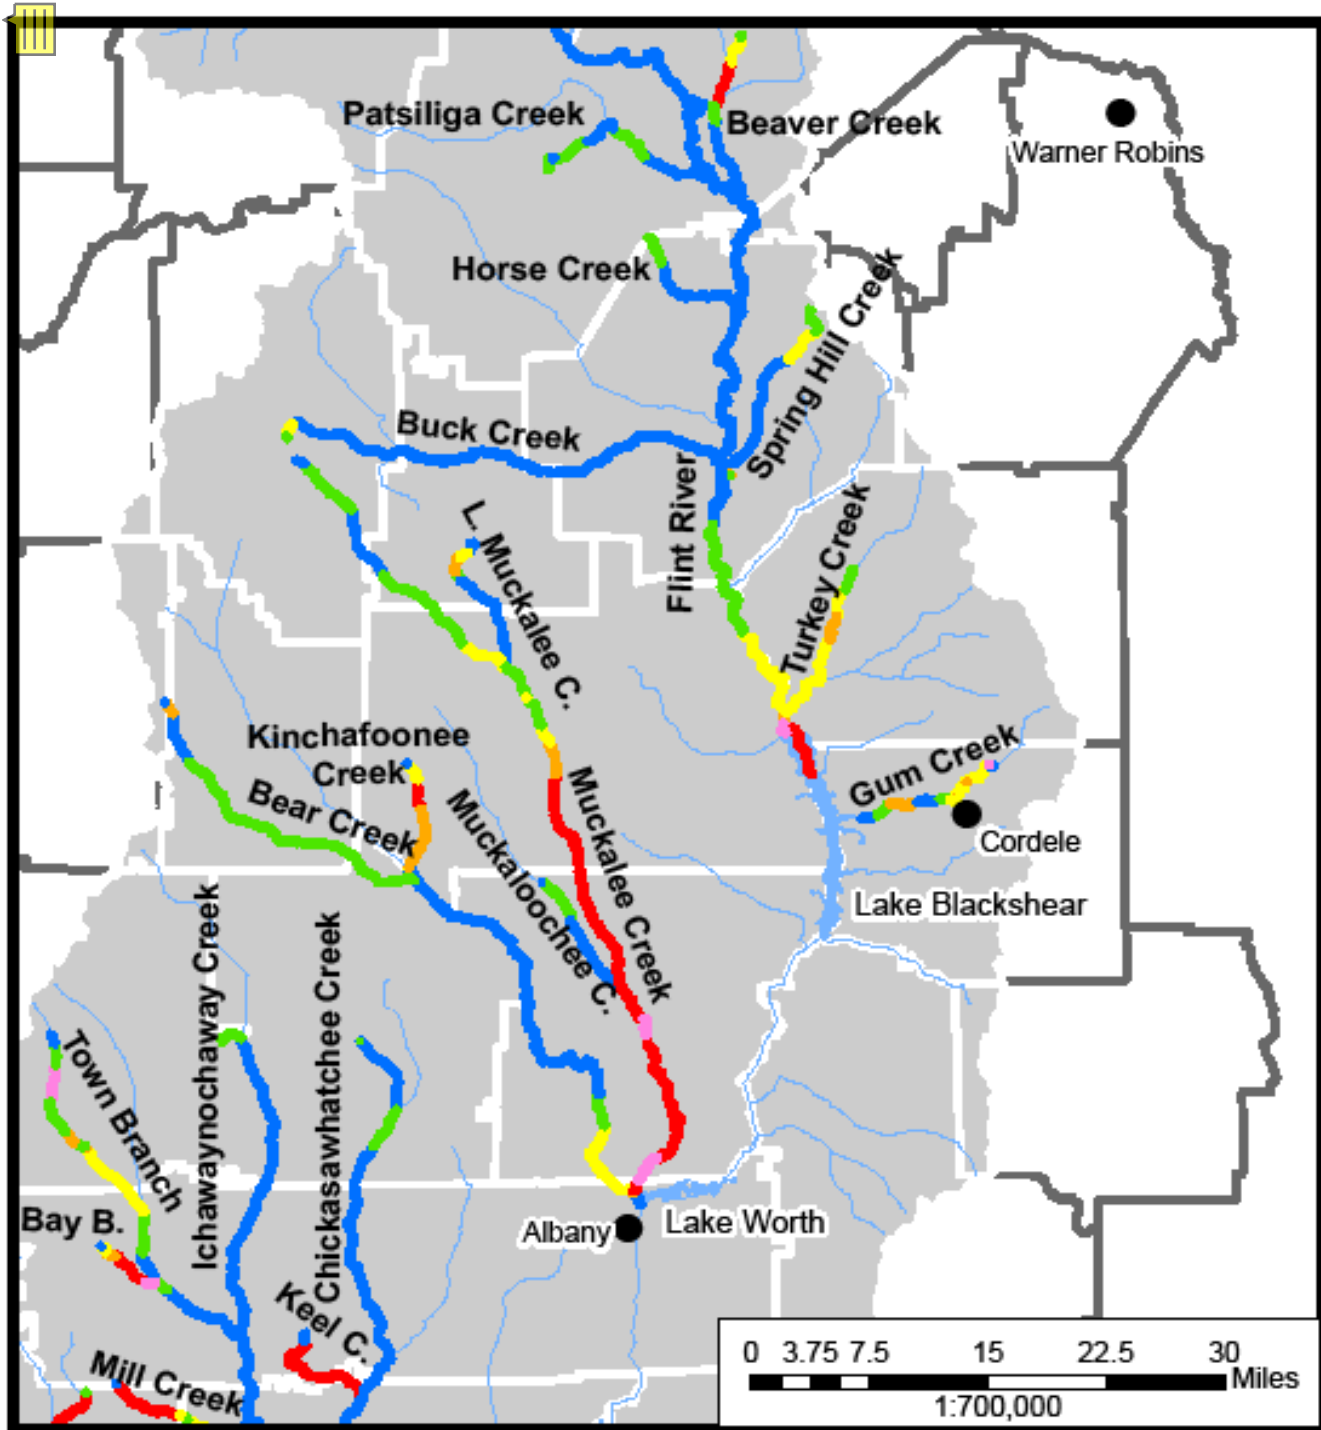 Patsiliga Creek
Beaver Creek
Warner Robins
Horse Creek
Spring Hill Creek
Buck Creek
Flint River
L. Muckalee C.
Turkey Creek
Kinchafoonee
Creek
Gum Creek
Bear Creek
Muckaloochee C.
Muckalee Creek
Cordele
Lake Blackshear
Ichawaynochaway Creek
Chickasawhatchee Creek
Town Branch
Bay B.
Albany
Lake Worth
Keel C.
Mill Creek
0 3.75 7.5 15 22.5 30
Miles
1:700,000